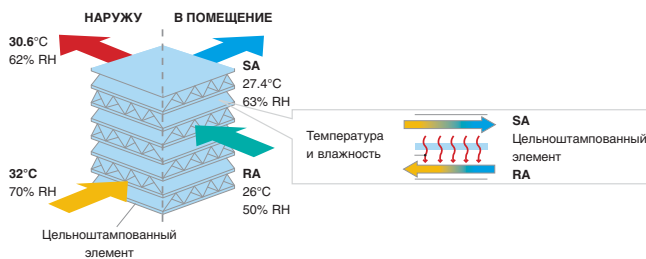 НАРУЖУ
В ПОМЕЩЕНИЕ
30.6°C
62% RH
SA
27.4°C
63% RH
32°C
70% RH
RA
26°C
50% RH
Цельноштампованный
элемент
Температура
и влажность
SA
Цельноштампованный
элемент
RA